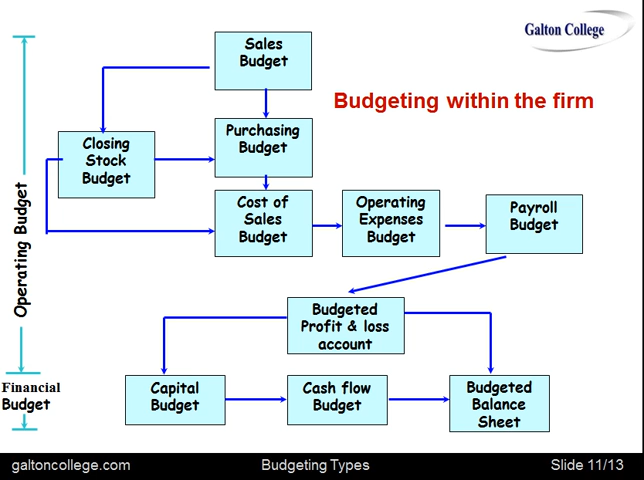 Galton College
Sales
Budget
Budgeting within the firm
Purchasing
Budget
Closing
Stock
Budget
Cost of
Sales
Budget
Operating
Expenses
Budget
Payroll
Budget
Operating Budget
Budgeted
Profit & loss
account
Financial
Budget
Capital
Budget
Cash flow
Budget
Budgeted
Balance
Sheet
galtoncollege.com
Budgeting Types
Slide 11/13